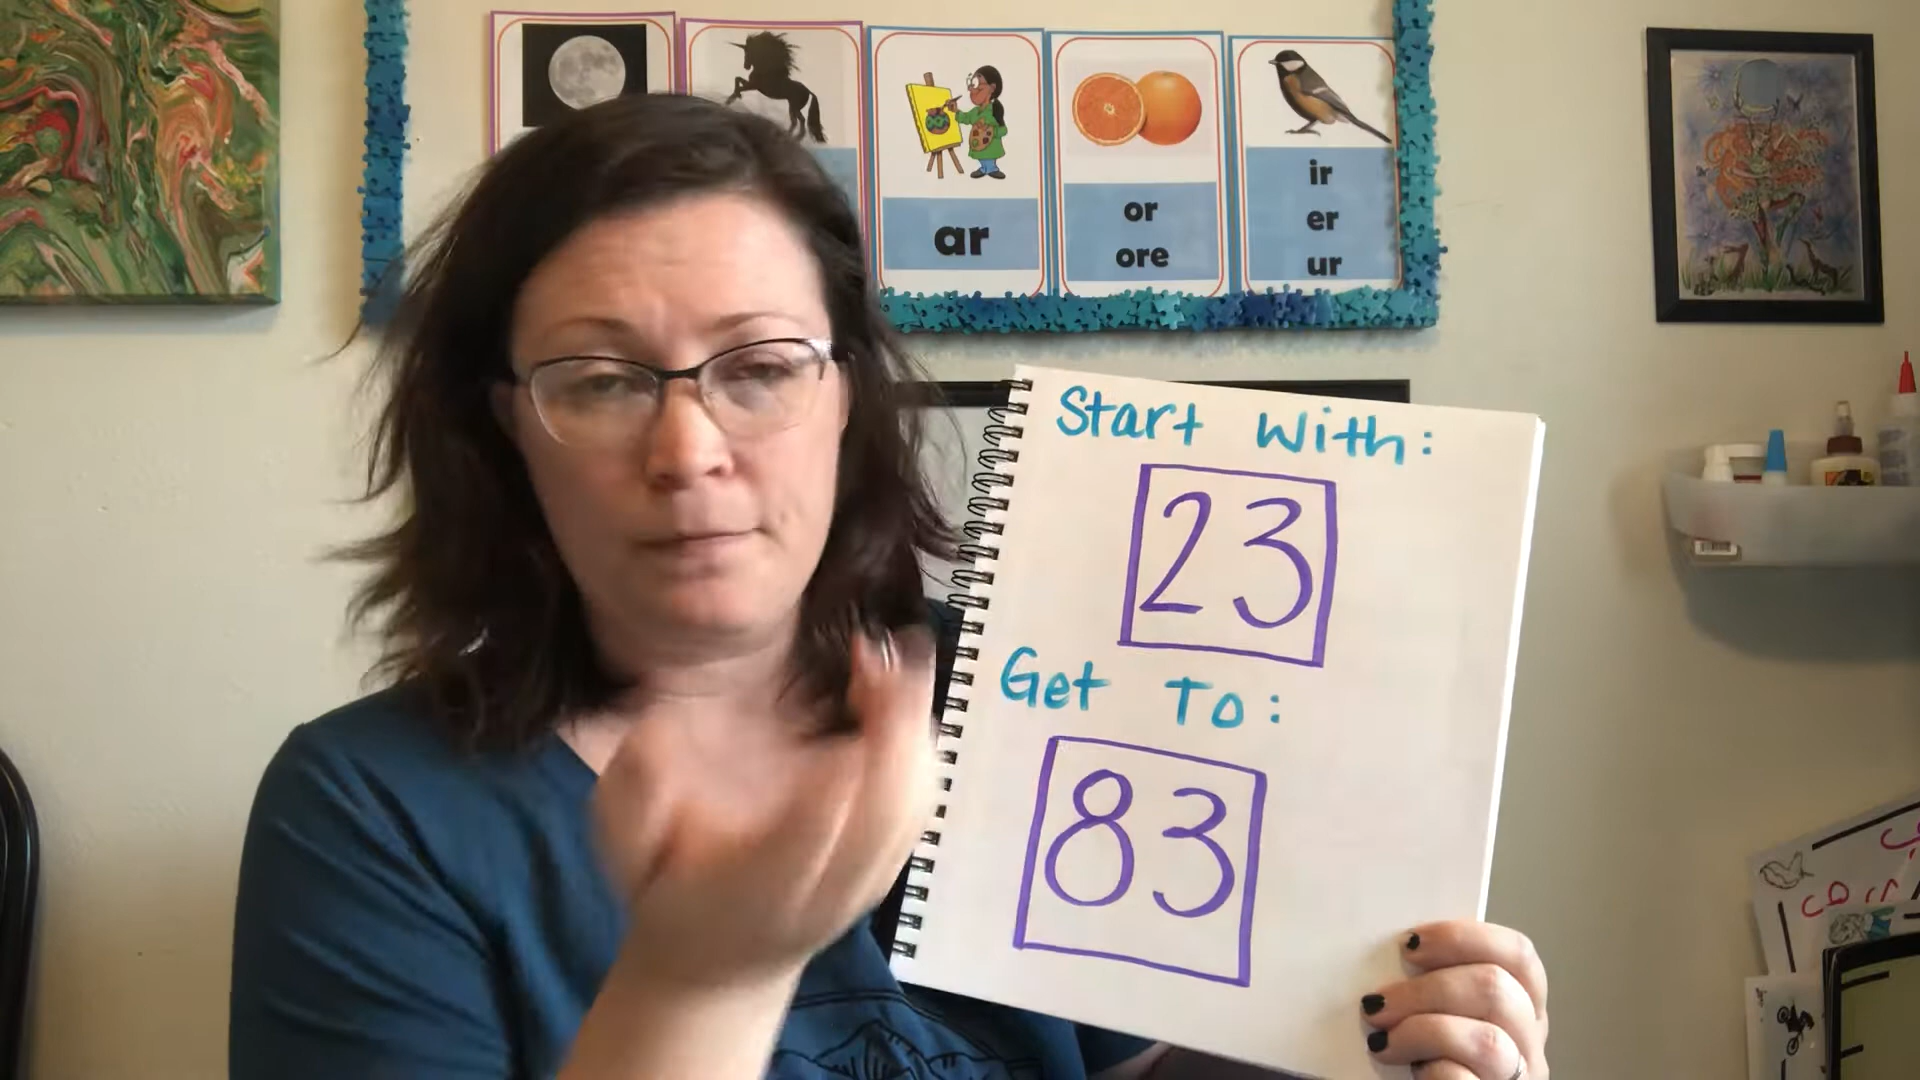 ar
or
ore
ir
er
ur
Start With:
23
Get To:
83